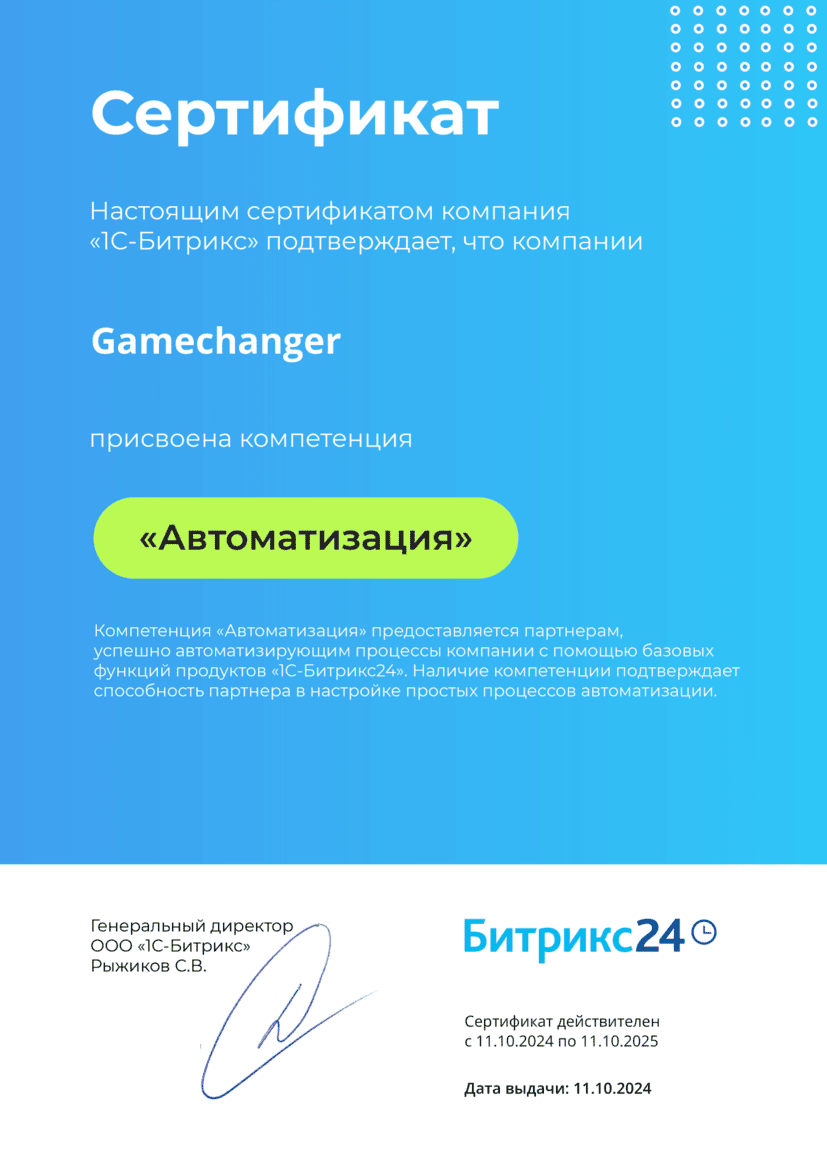 Сертификат
Настоящим сертификатом компания
«1С-Битрикс» подтверждает, что компании
Gamechanger
присвоена компетенция
«Автоматизация»
Компетенция «Автоматизация» предоставляется партнерам,
успешно автоматизирующим процессы компании с помощью базовых
функций продуктов «1С-Битрикс24». Наличие компетенции подтверждает
способность партнера в настройке простых процессов автоматизации.
Генеральный директор
ООО «1С-Битрикс»
Рыжиков С.В.
Битрикс24
Сертификат действителен
с 11.10.2024 по 11.10.2025
Дата выдачи: 11.10.2024